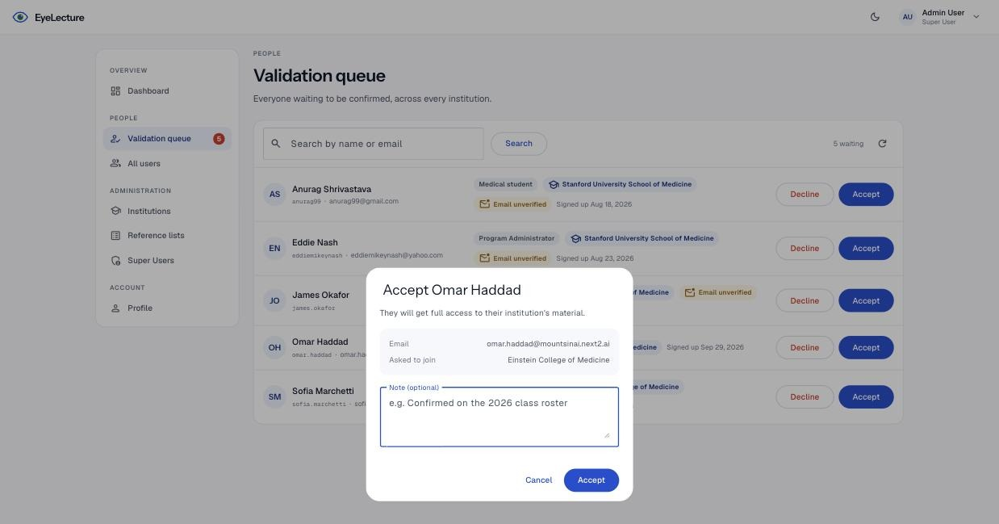 EyeLecture
AU
Admin User
Super User
OVERVIEW
Dashboard
PEOPLE
Validation queue
5
All users
ADMINISTRATION
Institutions
Reference lists
Super Users
ACCOUNT
Profile
PEOPLE
Validation queue
Everyone waiting to be confirmed, across every institution.
Search by name or email
Search
5 waiting
AS
Anurag Shrivastava
anurag99 · anurag99@gmail.com
Medical student
Stanford University School of Medicine
Email unverified
Signed up Aug 18, 2026
Decline
Accept
EN
Eddie Nash
eddiemikeynash · eddiemikeynash@yahoo.com
Program Administrator
Stanford University School of Medicine
Email unverified
Signed up Aug 23, 2026
Decline
Accept
JO
James Okafor
james.okafor
of Medicine
Email unverified
Decline
Accept
OH
Omar Haddad
omar.haddad · omar.ha
edicine
Signed up Sep 29, 2026
Decline
Accept
SM
Sofia Marchetti
sofia.marchetti · sofi
ge of Medicine
Decline
Accept
Accept Omar Haddad
They will get full access to their institution's material.
Email
omar.haddad@mountsinai.next2.ai
Asked to join
Einstein College of Medicine
Note (optional)
e.g. Confirmed on the 2026 class roster
Cancel
Accept